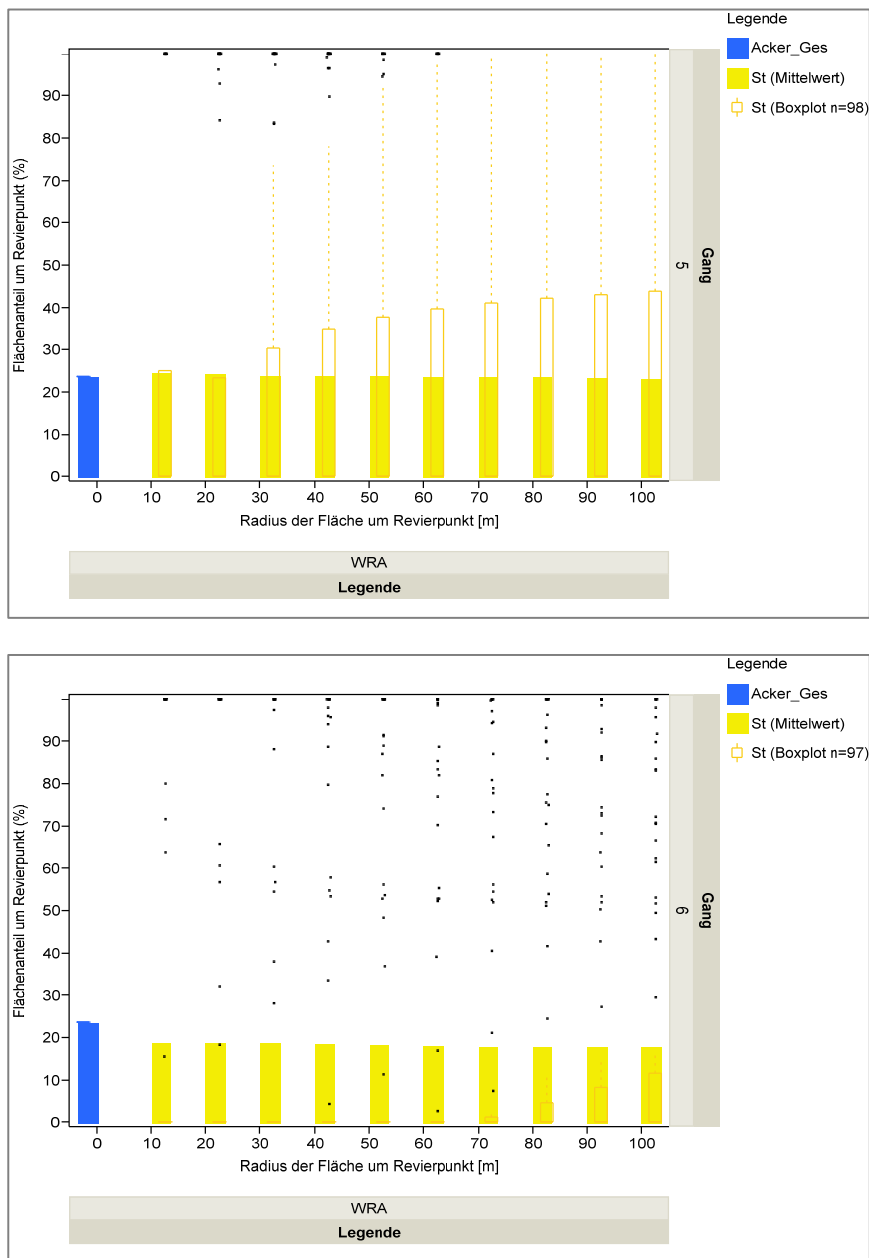 Legende
Acker_Ges
St (Mittelwert)
St (Boxplot n=98)
Flächenanteil um Revierpunkt (%)
90
80
70
60
50
40
30
20
10
0
0 10 20 30 40 50 60 70 80 90 100
Radius der Fläche um Revierpunkt [m]
5
Gang
WRA
Legende
Legende
Acker_Ges
St (Mittelwert)
St (Boxplot n=97)
Flächenanteil um Revierpunkt (%)
90
80
70
60
50
40
30
20
10
0
0 10 20 30 40 50 60 70 80 90 100
Radius der Fläche um Revierpunkt [m]
6
Gang
WRA
Legende